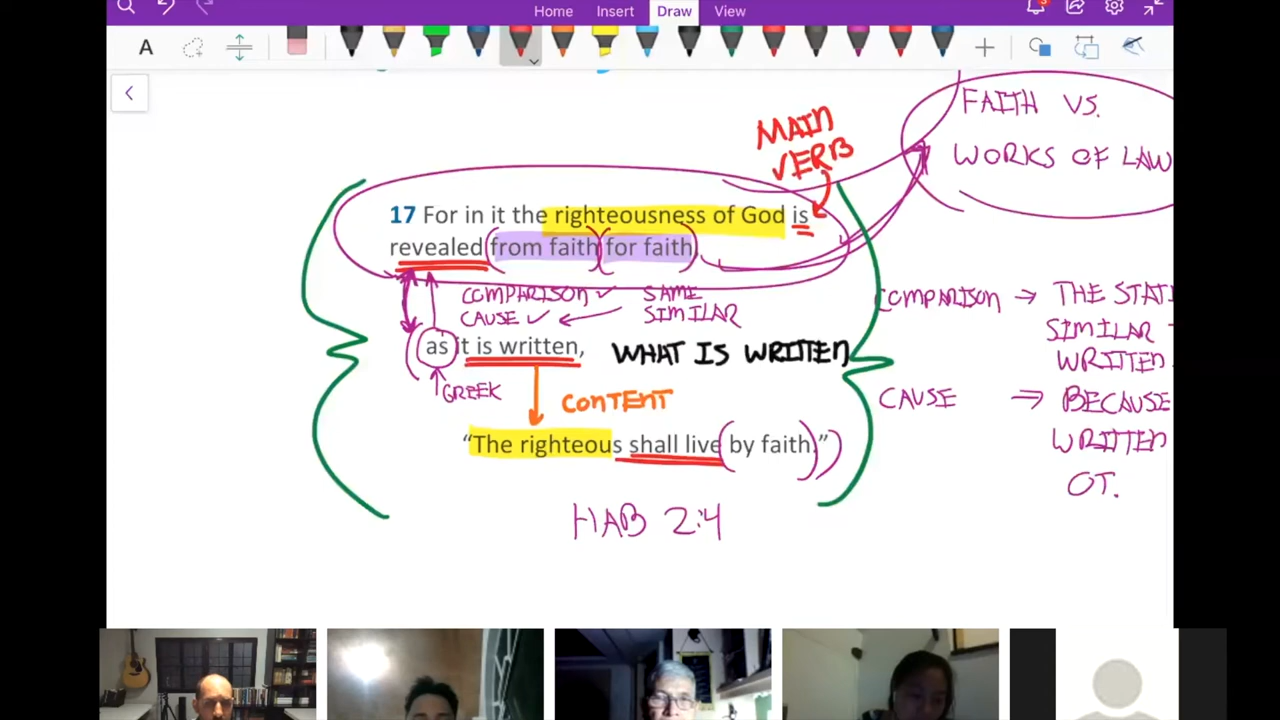 Home Insert Draw View
A
FAITH VS.
WORKS OF LAW
MAIN
VERB
17 For in it the righteousness of God is
revealed (from faith) (for faith)
COMPARISON ✓ SAME
CAUSE ✓ SIMILAR
as it is written, WHAT IS WRITTEN
GREEK
CONTENT
“The righteous shall live (by faith.”)
HAB 2:4
COMPARISON → THE STAT
SIMILAR
WRITTEN
CAUSE ⇒ BECAUSE
WRITTEN
OT.